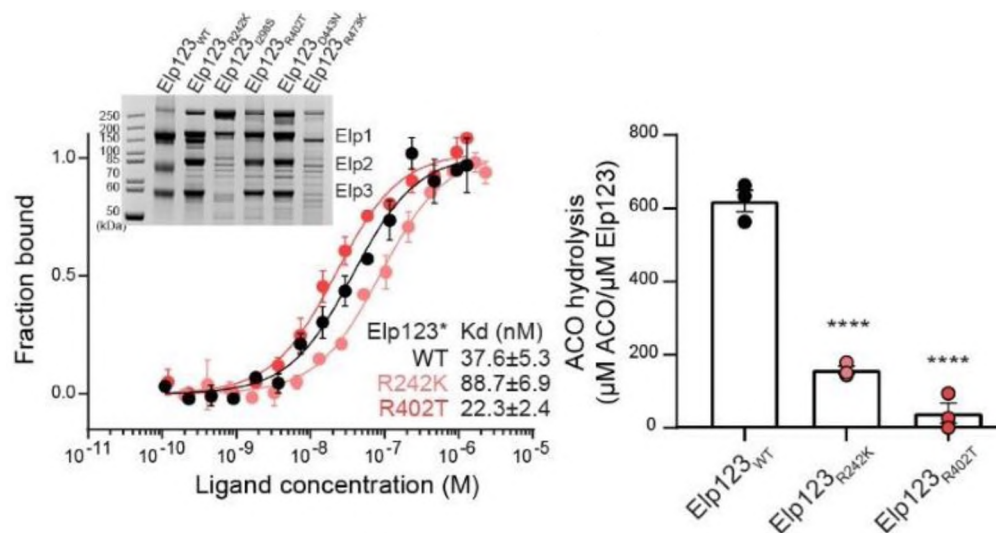 Elp123WT
Elp123R242K
Elp123I298S
Elp123R402T
Elp123D443N
Elp123R473K
250
200
150
100
85
70
60
50
(kDa)
Elp1
Elp2
Elp3
1.0
0.5
0.0
Fraction bound
Elp123* Kd (nM)
WT 37.6±5.3
R242K 88.7±6.9
R402T 22.3±2.4
10-11 10-10 10-9 10-8 10-7 10-6 10-5
Ligand concentration (M)
ACO hydrolysis
(µM ACO/µM Elp123)
800
600
400
200
0
****
****
Elp123WT
Elp123R242K
Elp123R402T